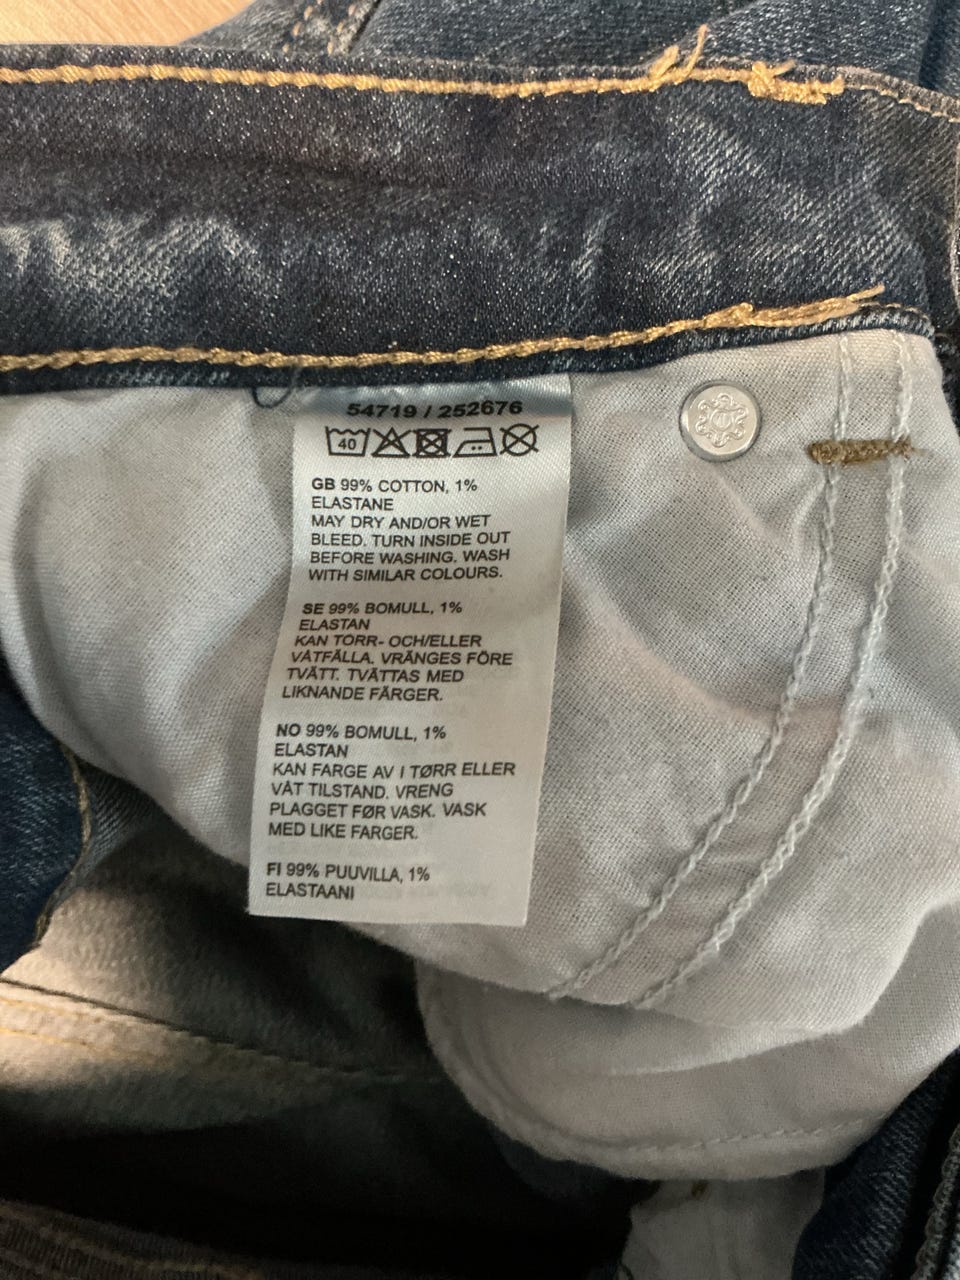 54719 / 252676
40
GB 99% COTTON, 1%
ELASTANE
MAY DRY AND/OR WET
BLEED. TURN INSIDE OUT
BEFORE WASHING. WASH
WITH SIMILAR COLOURS.
SE 99% BOMULL, 1%
ELASTAN
KAN TORR- OCH/ELLER
VÅTFÄLLA. VRÄNGES FÖRE
TVÄTT. TVÄTTAS MED
LIKNANDE FÄRGER.
NO 99% BOMULL, 1%
ELASTAN
KAN FARGE AV I TØRR ELLER
VÅT TILSTAND. VRENG
PLAGGET FØR VASK. VASK
MED LIKE FARGER.
FI 99% PUUVILLA, 1%
ELASTAANI